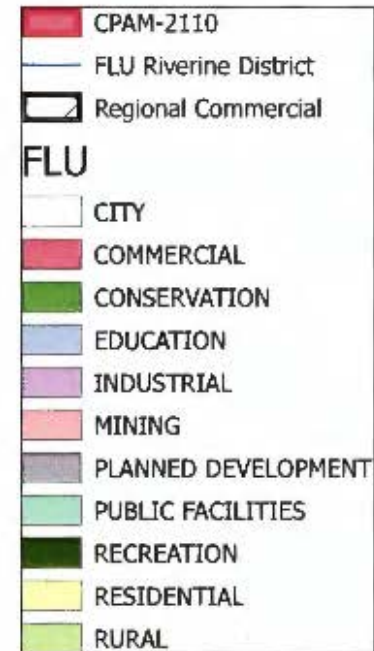 CPAM-2110
FLU Riverine District
Regional Commercial
FLU
CITY
COMMERCIAL
CONSERVATION
EDUCATION
INDUSTRIAL
MINING
PLANNED DEVELOPMENT
PUBLIC FACILITIES
RECREATION
RESIDENTIAL
RURAL